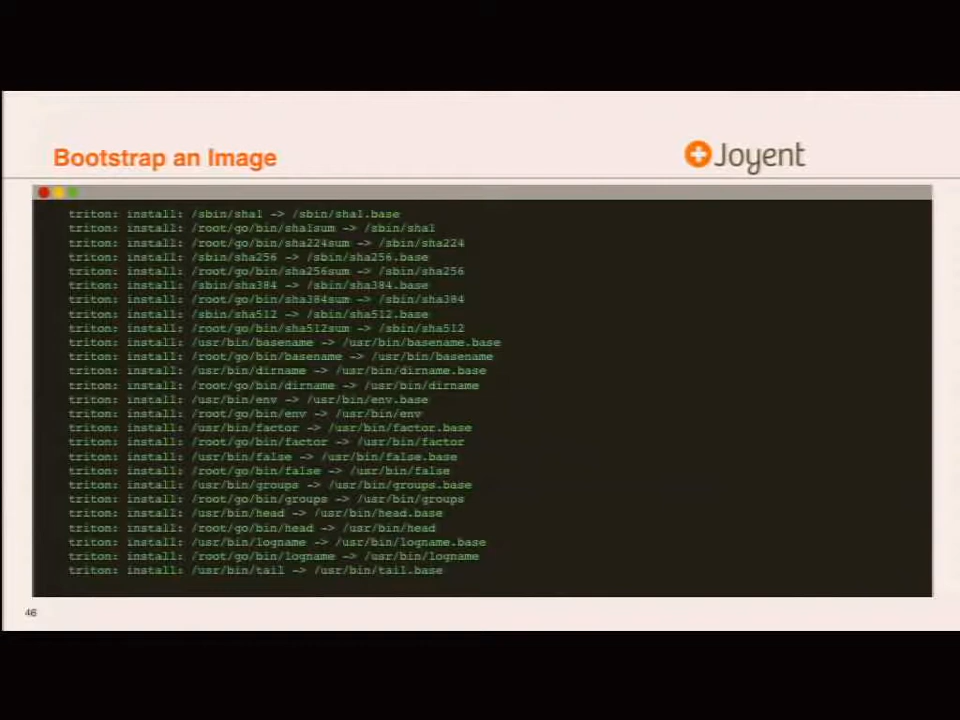 Bootstrap an Image
Joyent
triton: install: /sbin/sha1 -> /sbin/sha1.base
triton: install: /root/go/bin/sha1sum -> /sbin/sha1
triton: install: /root/go/bin/sha224sum -> /sbin/sha224
triton: install: /sbin/sha256 -> /sbin/sha256.base
triton: install: /root/go/bin/sha256sum -> /sbin/sha256
triton: install: /sbin/sha384 -> /sbin/sha384.base
triton: install: /root/go/bin/sha384sum -> /sbin/sha384
triton: install: /sbin/sha512 -> /sbin/sha512.base
triton: install: /root/go/bin/sha512sum -> /sbin/sha512
triton: install: /usr/bin/basename -> /usr/bin/basename.base
triton: install: /root/go/bin/basename -> /usr/bin/basename
triton: install: /usr/bin/dirname -> /usr/bin/dirname.base
triton: install: /root/go/bin/dirname -> /usr/bin/dirname
triton: install: /usr/bin/env -> /usr/bin/env.base
triton: install: /root/go/bin/env -> /usr/bin/env
triton: install: /usr/bin/factor -> /usr/bin/factor.base
triton: install: /root/go/bin/factor -> /usr/bin/factor
triton: install: /usr/bin/false -> /usr/bin/false.base
triton: install: /root/go/bin/false -> /usr/bin/false
triton: install: /usr/bin/groups -> /usr/bin/groups.base
triton: install: /root/go/bin/groups -> /usr/bin/groups
triton: install: /usr/bin/head -> /usr/bin/head.base
triton: install: /root/go/bin/head -> /usr/bin/head
triton: install: /usr/bin/logname -> /usr/bin/logname.base
triton: install: /root/go/bin/logname -> /usr/bin/logname
triton: install: /usr/bin/tail -> /usr/bin/tail.base
46